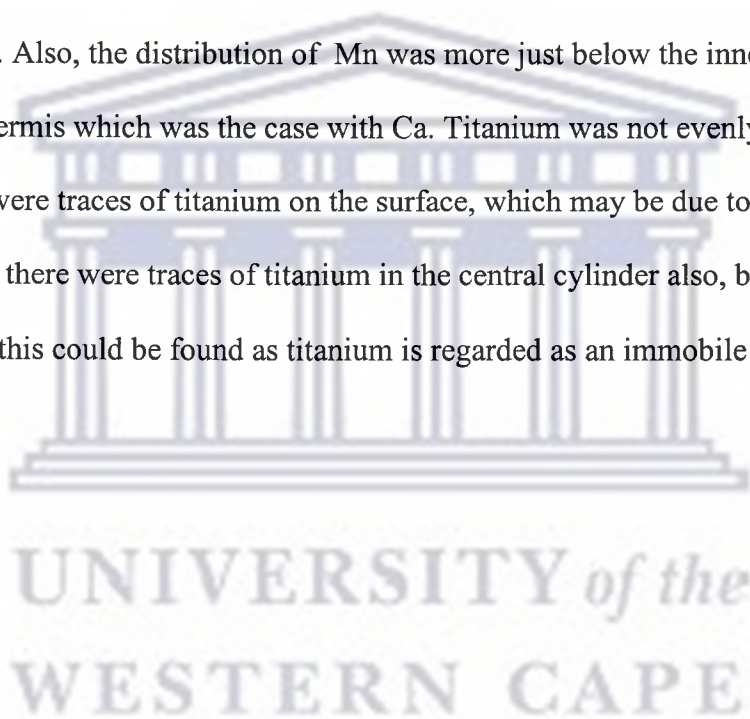 . Also, the distribution of Mn was more just below the inne
ermis which was the case with Ca. Titanium was not evenly
were traces of titanium on the surface, which may be due to
there were traces of titanium in the central cylinder also, b
this could be found as titanium is regarded as an immobile
UNIVERSITY of the
WESTERN CAPE